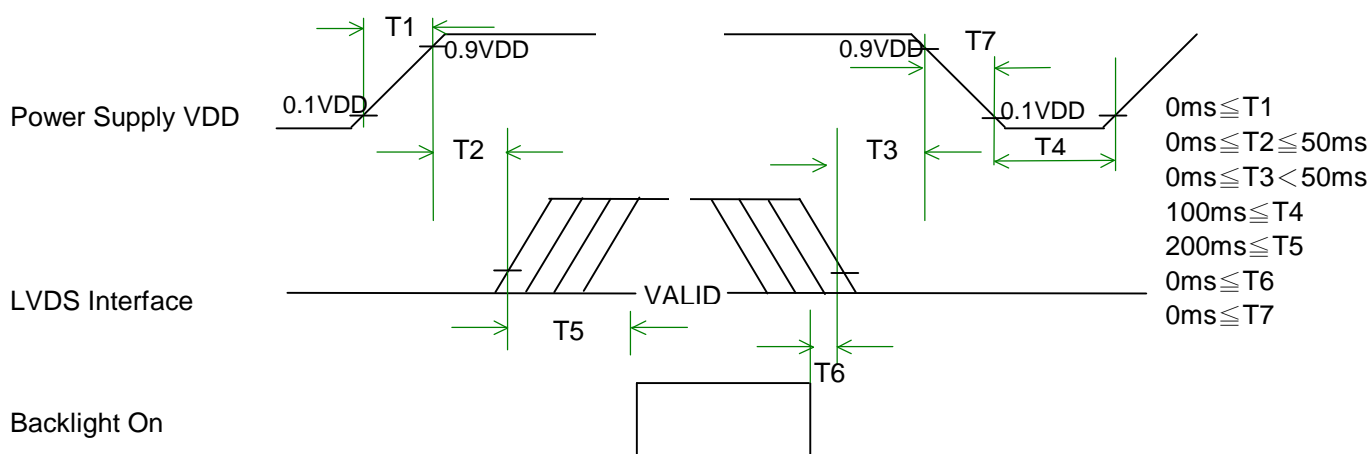 T1
0.9VDD
0.9VDD
T7
Power Supply VDD
0.1VDD
0.1VDD
T2
T3
T4
LVDS Interface
VALID
T5
T6
Backlight On
0ms≦T1
0ms≦T2≦50ms
0ms≦T3<50ms
100ms≦T4
200ms≦T5
0ms≦T6
0ms≦T7